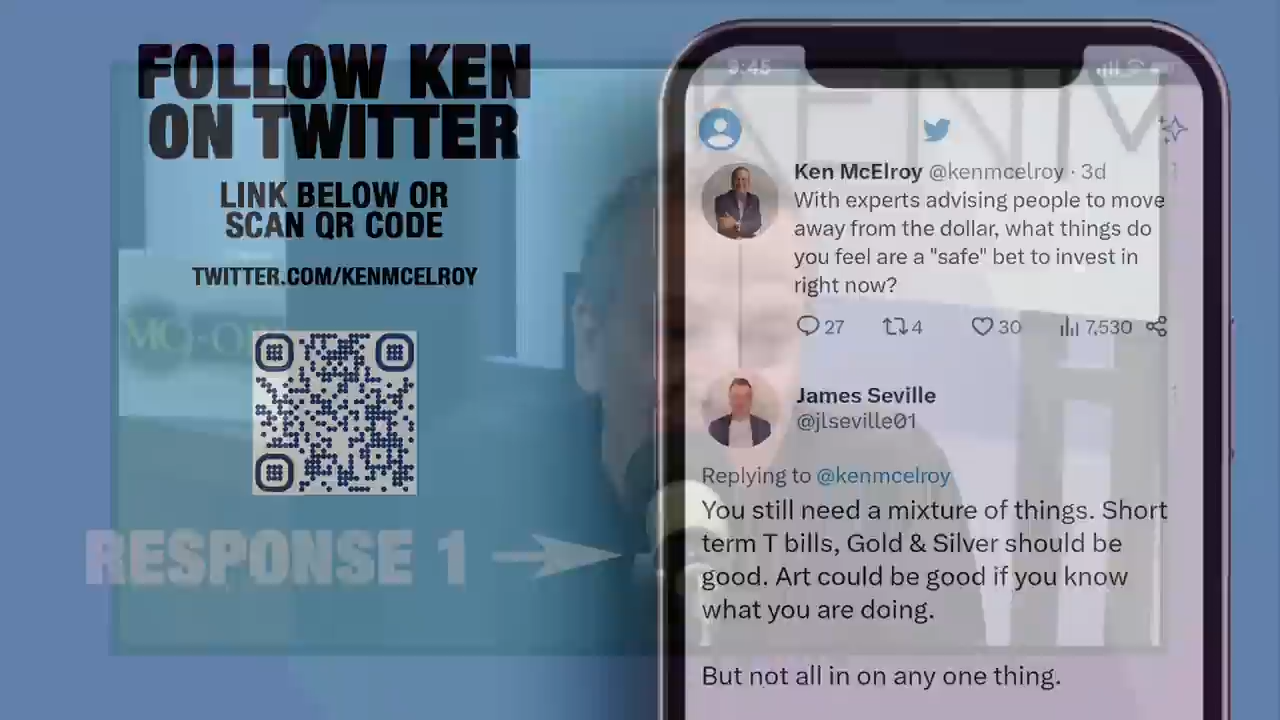 FOLLOW KEN
ON TWITTER
LINK BELOW OR
SCAN QR CODE
TWITTER.COM/KENMCELROY
RESPONSE 1
9:45
Ken McElroy @kenmcelroy · 3d
With experts advising people to move
away from the dollar, what things do
you feel are a "safe" bet to invest in
right now?
27 4 30 7,530
James Seville
@jlseville01
Replying to @kenmcelroy
You still need a mixture of things. Short
term T bills, Gold & Silver should be
good. Art could be good if you know
what you are doing.
But not all in on any one thing.
KENM